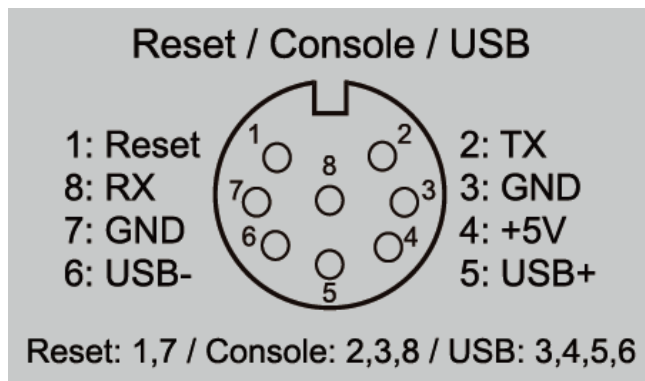 Reset / Console / USB
1: Reset
8: RX
7: GND
6: USB-
1
2
8
7
3
6
4
5
2: TX
3: GND
4: +5V
5: USB+
Reset: 1,7 / Console: 2,3,8 / USB: 3,4,5,6